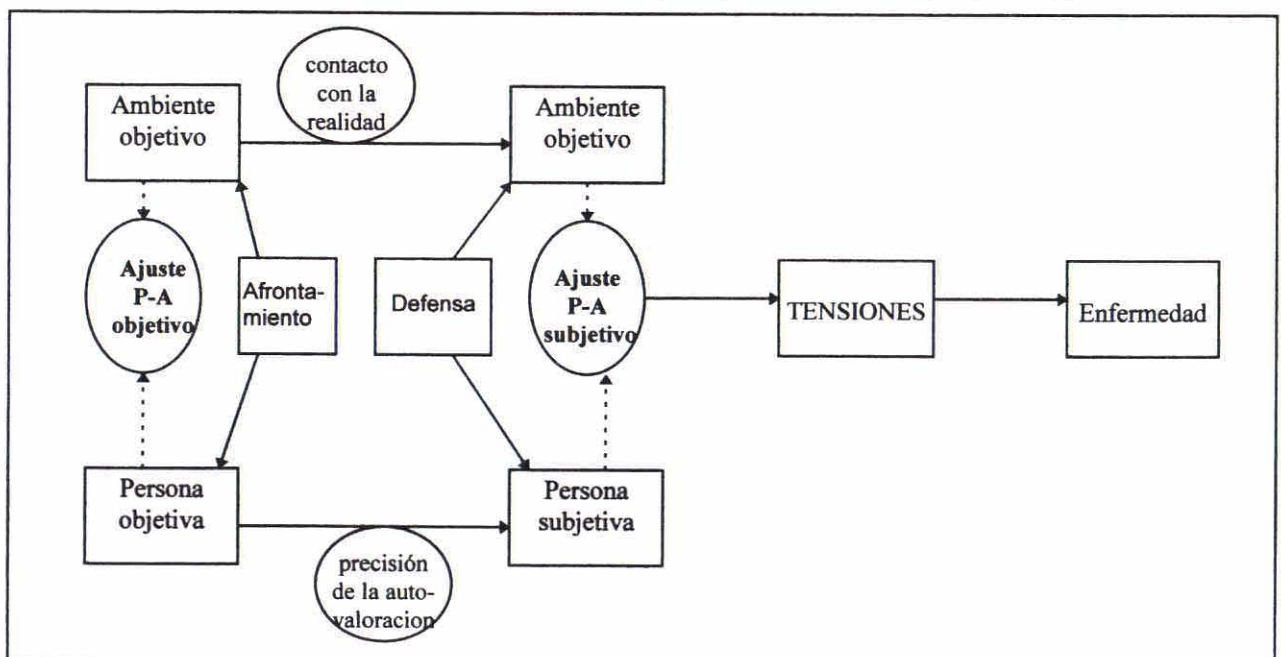 contacto
con la
realidad
Ambiente
objetivo
Ambiente
objetivo
Ajuste
P-A
objetivo
Afronta-
miento
Defensa
Ajuste
P-A
subjetivo
TENSIONES
Enfermedad
Persona
objetiva
Persona
subjetiva
precisión
de la auto-
valoracion